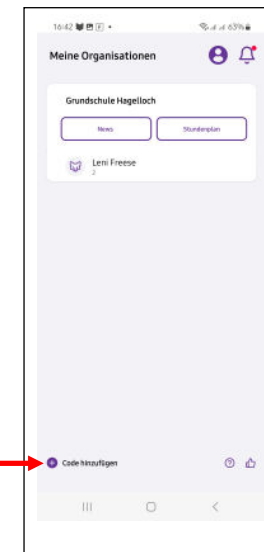 16:42
63%
Meine Organisationen
Grundschule Hagelloch
News
Stundenplan
Leni Freese
2
Code hinzufügen